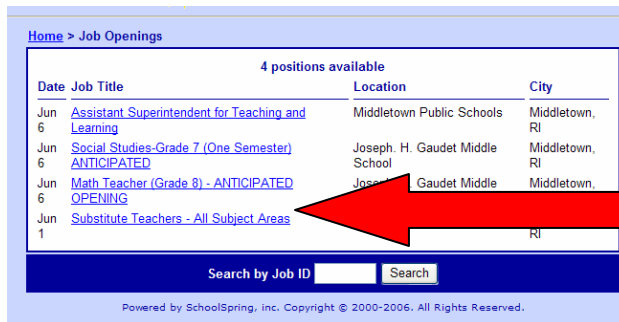 Home > Job Openings
4 positions available
Date Job Title Location City
Jun 6 Assistant Superintendent for Teaching and Learning Middletown Public Schools Middletown, RI
Jun 6 Social Studies-Grade 7 (One Semester) ANTICIPATED Joseph. H. Gaudet Middle School Middletown, RI
Jun 6 Math Teacher (Grade 8) - ANTICIPATED OPENING Gaudet Middle Middletown,
Jun 1 Substitute Teachers - All Subject Areas RI
Search by Job ID Search
Powered by SchoolSpring, inc. Copyright © 2000-2006. All Rights Reserved.